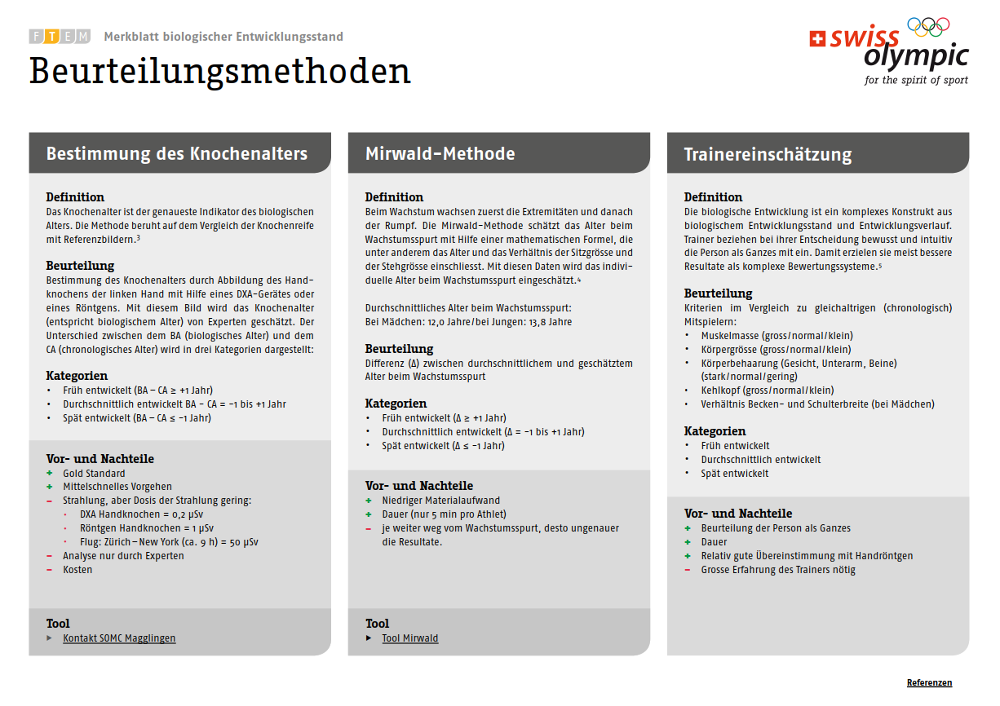 FTEM Merkblatt biologischer Entwicklungsstand
Beurteilungsmethoden
swiss
olympic
for the spirit of sport
Bestimmung des Knochenalters
Definition
Das Knochenalter ist der genaueste Indikator des biologischen
Alters. Die Methode beruht auf dem Vergleich der Knochenreife
mit Referenzbildern.³
Beurteilung
Bestimmung des Knochenalters durch Abbildung des Hand-
knochens der linken Hand mit Hilfe eines DXA-Gerätes oder
eines Röntgens. Mit diesem Bild wird das Knochenalter
(entspricht biologischem Alter) von Experten geschätzt. Der
Unterschied zwischen dem BA (biologisches Alter) und dem
CA (chronologisches Alter) wird in drei Kategorien dargestellt:
Kategorien
• Früh entwickelt (BA – CA ≥ +1 Jahr)
• Durchschnittlich entwickelt BA - CA = -1 bis +1 Jahr
• Spät entwickelt (BA – CA ≤ -1 Jahr)
Vor- und Nachteile
+ Gold Standard
+ Mittelschnelles Vorgehen
– Strahlung, aber Dosis der Strahlung gering:
· DXA Handknochen = 0,2 µSv
· Röntgen Handknochen = 1 µSv
· Flug: Zürich – New York (ca. 9 h) = 50 µSv
– Analyse nur durch Experten
– Kosten
Tool
► Kontakt SOMC Magglingen
Mirwald-Methode
Definition
Beim Wachstum wachsen zuerst die Extremitäten und danach
der Rumpf. Die Mirwald-Methode schätzt das Alter beim
Wachstumsspurt mit Hilfe einer mathematischen Formel, die
unter anderem das Alter und das Verhältnis der Sitzgrösse und
der Stehgrösse einschliesst. Mit diesen Daten wird das indivi-
duelle Alter beim Wachstumsspurt eingeschätzt.⁴
Durchschnittliches Alter beim Wachstumsspurt:
Bei Mädchen: 12,0 Jahre/bei Jungen: 13,8 Jahre
Beurteilung
Differenz (Δ) zwischen durchschnittlichem und geschätztem
Alter beim Wachstumsspurt
Kategorien
• Früh entwickelt (Δ ≥ +1 Jahr)
• Durchschnittlich entwickelt (Δ = -1 bis +1 Jahr)
• Spät entwickelt (Δ ≤ -1 Jahr)
Vor- und Nachteile
+ Niedriger Materialaufwand
+ Dauer (nur 5 min pro Athlet)
– je weiter weg vom Wachstumsspurt, desto ungenauer
die Resultate.
Tool
► Tool Mirwald
Trainereinschätzung
Definition
Die biologische Entwicklung ist ein komplexes Konstrukt aus
biologischem Entwicklungsstand und Entwicklungsverlauf.
Trainer beziehen bei ihrer Entscheidung bewusst und intuitiv
die Person als Ganzes mit ein. Damit erzielen sie meist bessere
Resultate als komplexe Bewertungssysteme.⁵
Beurteilung
Kriterien im Vergleich zu gleichaltrigen (chronologisch)
Mitspielern:
• Muskelmasse (gross/normal/klein)
• Körpergrösse (gross/normal/klein)
• Körperbehaarung (Gesicht, Unterarm, Beine)
(stark/normal/gering)
• Kehlkopf (gross/normal/klein)
• Verhältnis Becken- und Schulterbreite (bei Mädchen)
Kategorien
• Früh entwickelt
• Durchschnittlich entwickelt
• Spät entwickelt
Vor- und Nachteile
+ Beurteilung der Person als Ganzes
+ Dauer
+ Relativ gute Übereinstimmung mit Handröntgen
– Grosse Erfahrung des Trainers nötig
Referenzen